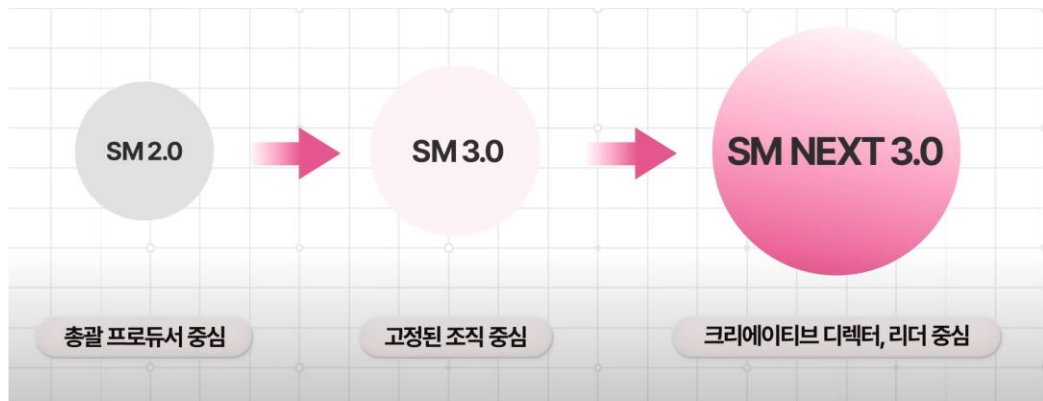 SM 2.0
SM 3.0
SM NEXT 3.0
총괄 프로듀서 중심
고정된 조직 중심
크리에이티브 디렉터, 리더 중심